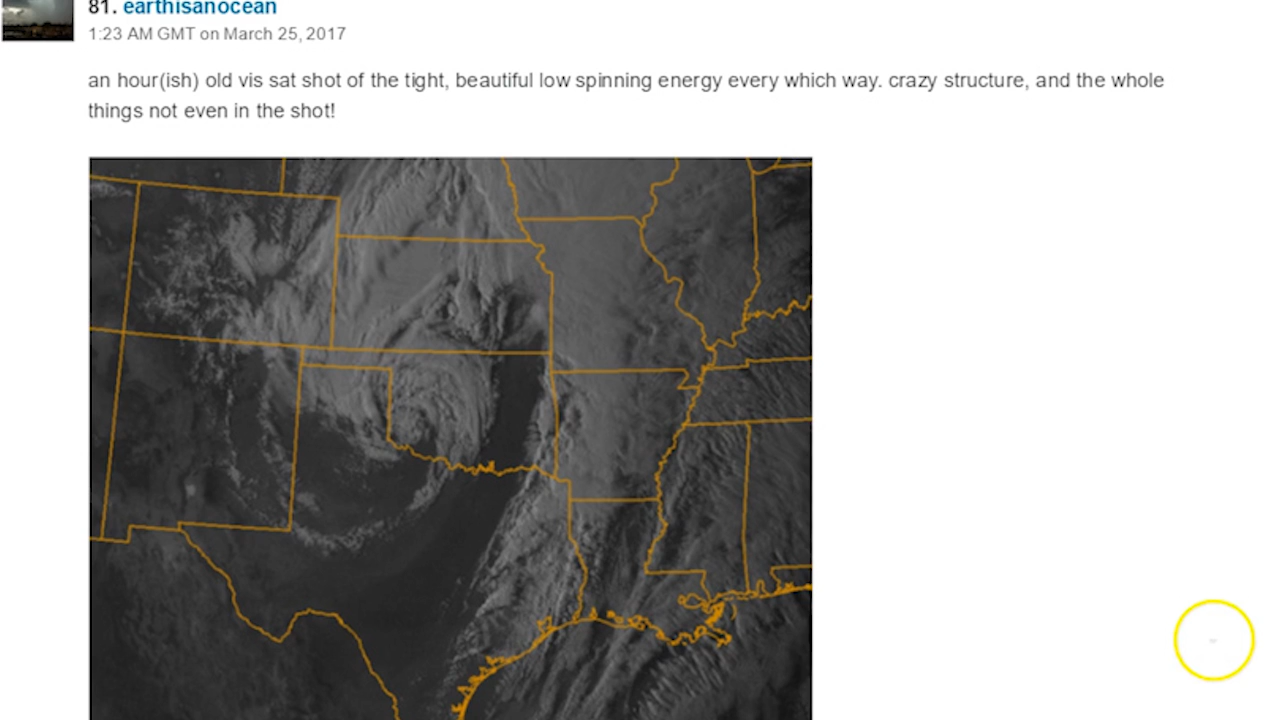 81. earthisanocean
1:23 AM GMT on March 25, 2017
an hour(ish) old vis sat shot of the tight, beautiful low spinning energy every which way. crazy structure, and the whole
things not even in the shot!